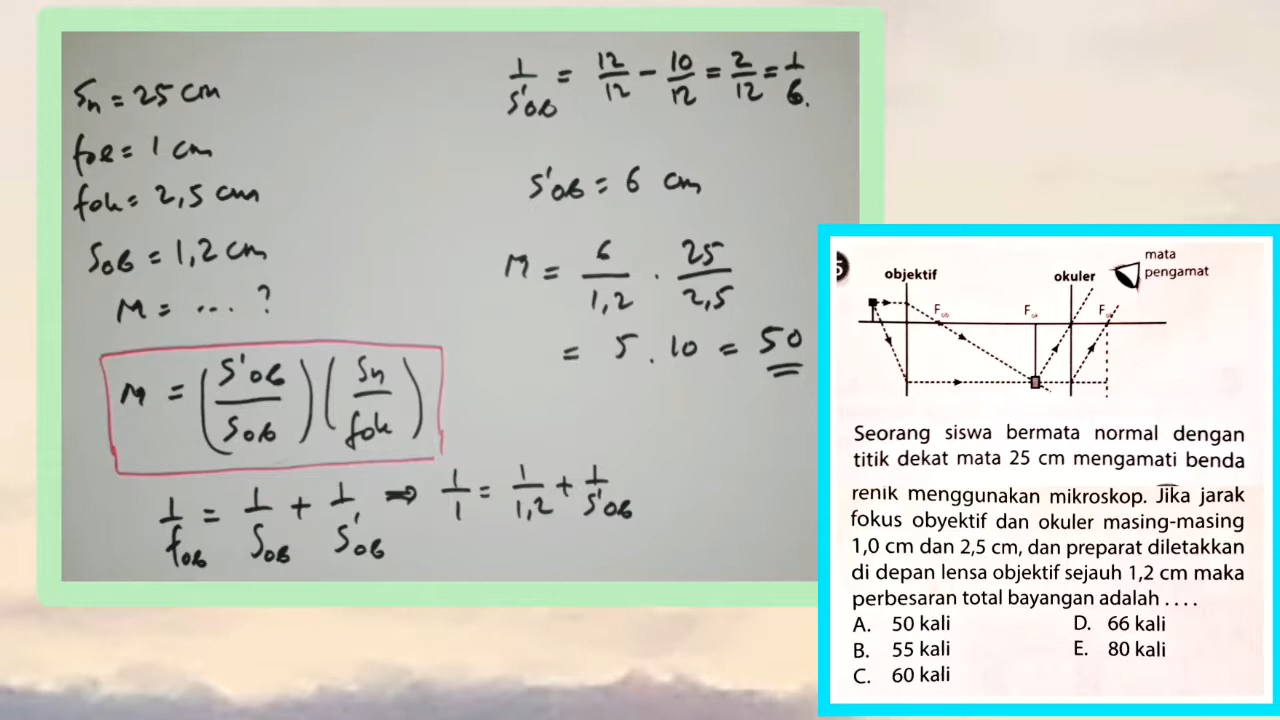 Sn = 25 cm
fob = 1 cm
fok = 2,5 cm
SOB = 1,2 cm
M = .... ?
M = (S'OB / SOB) (Sn / fok)
1/fOB = 1/SOB + 1/S'OB ⇒ 1/1 = 1/1,2 + 1/S'OB
1/S'OB = 12/12 - 10/12 = 2/12 = 1/6.
S'OB = 6 cm
M = 6/1,2 . 25/2,5
= 5 . 10 = 50
objektif
okuler
mata
pengamat
Seorang siswa bermata normal dengan
titik dekat mata 25 cm mengamati benda
renik menggunakan mikroskop. Jika jarak
fokus obyektif dan okuler masing-masing
1,0 cm dan 2,5 cm, dan preparat diletakkan
di depan lensa objektif sejauh 1,2 cm maka
perbesaran total bayangan adalah . . . .
A. 50 kali
B. 55 kali
C. 60 kali
D. 66 kali
E. 80 kali